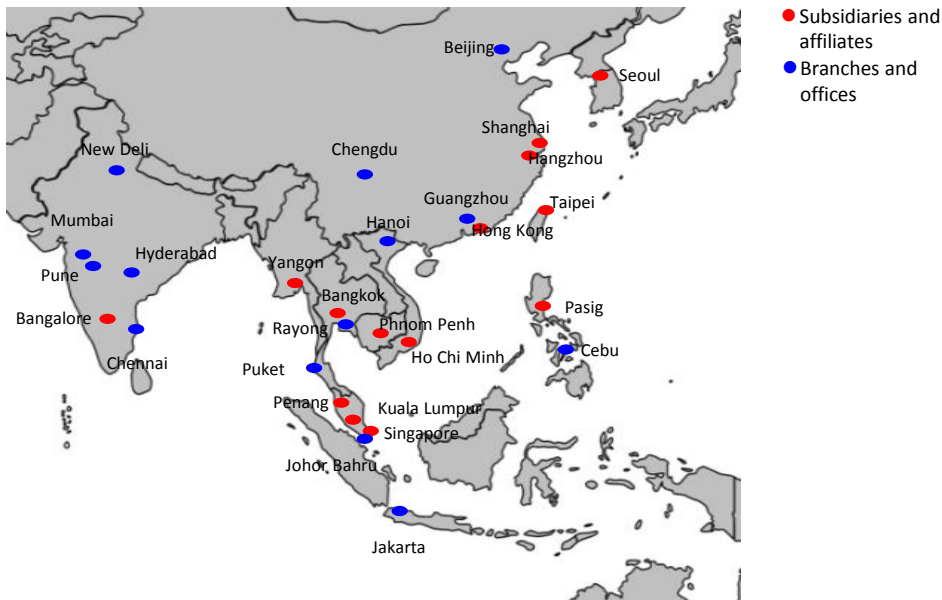 Subsidiaries and
affiliates
Branches and
offices
Beijing
Seoul
Shanghai
Hangzhou
New Deli
Chengdu
Guangzhou
Taipei
Hong Kong
Hanoi
Mumbai
Hyderabad
Pune
Yangon
Bangkok
Bangalore
Rayong
Phnom Penh
Pasig
Chennai
Ho Chi Minh
Cebu
Puket
Penang
Kuala Lumpur
Singapore
Johor Bahru
Jakarta